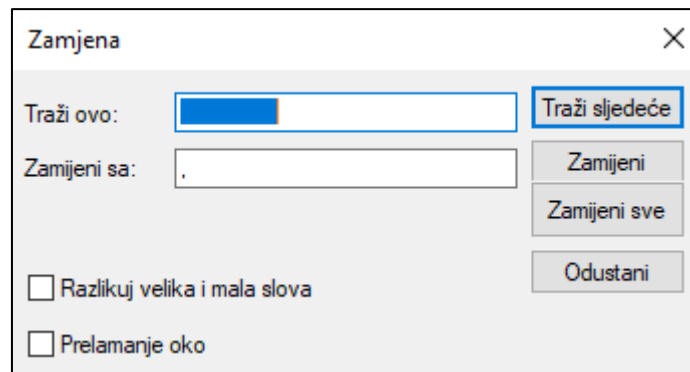 Zamjena
Traži ovo:
Traži sljedeće
Zamijeni sa:
,
Zamijeni
Zamijeni sve
Razlikuj velika i mala slova
Odustani
Prelamanje oko